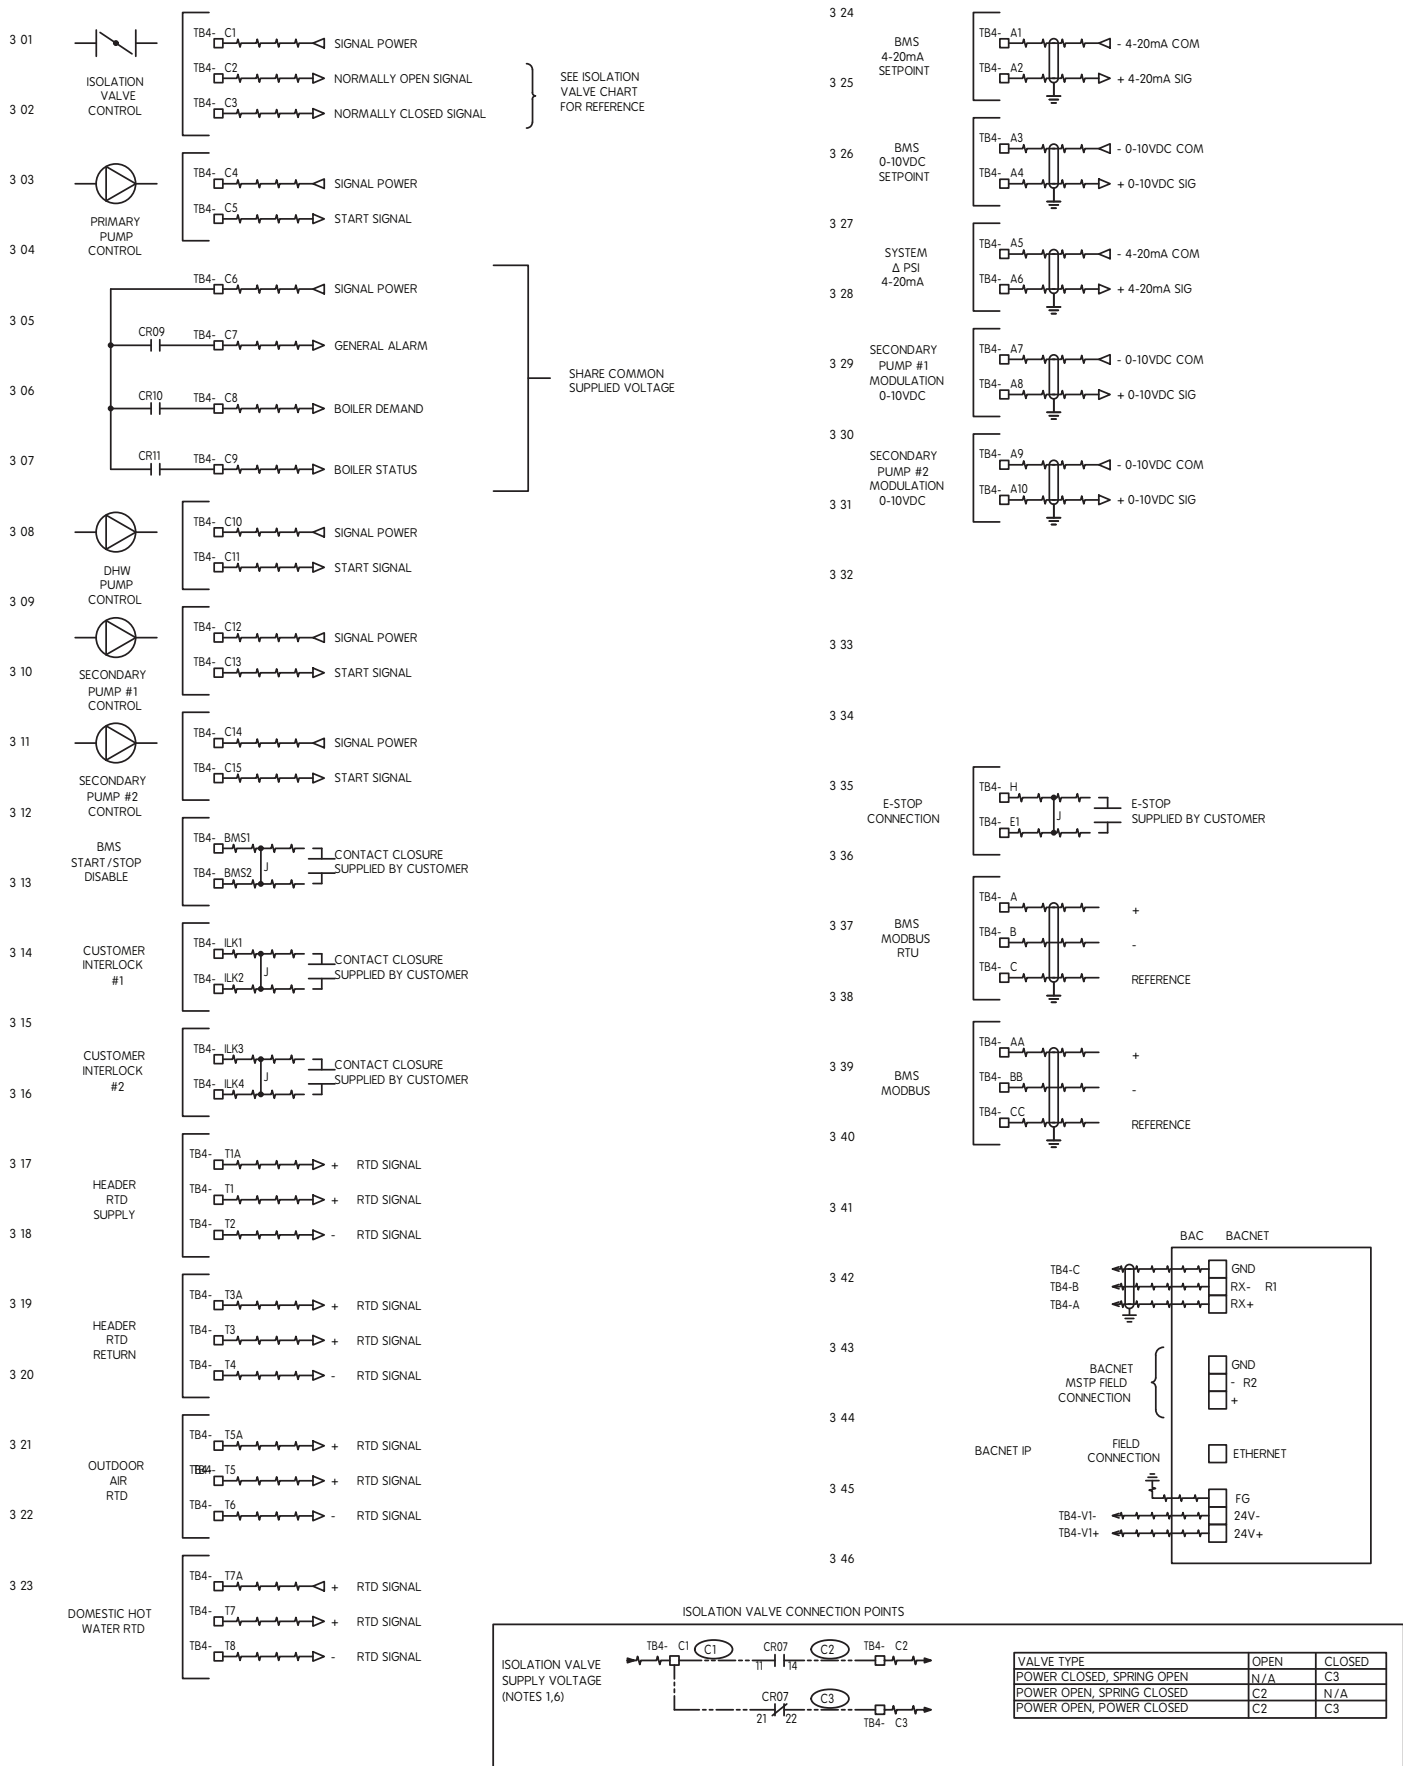 3 01
ISOLATION
VALVE
CONTROL
3 02
TB4- C1
SIGNAL POWER
TB4- C2
NORMALLY OPEN SIGNAL
TB4- C3
NORMALLY CLOSED SIGNAL
SEE ISOLATION
VALVE CHART
FOR REFERENCE
3 03
PRIMARY
PUMP
CONTROL
3 04
TB4- C4
SIGNAL POWER
TB4- C5
START SIGNAL
TB4- C6
SIGNAL POWER
3 05
CR09
TB4- C7
GENERAL ALARM
3 06
CR10
TB4- C8
BOILER DEMAND
3 07
CR11
TB4- C9
BOILER STATUS
SHARE COMMON
SUPPLIED VOLTAGE
3 08
DHW
PUMP
CONTROL
TB4- C10
SIGNAL POWER
TB4- C11
START SIGNAL
3 09
TB4- C12
SIGNAL POWER
3 10
SECONDARY
PUMP #1
CONTROL
TB4- C13
START SIGNAL
3 11
SECONDARY
PUMP #2
CONTROL
TB4- C14
SIGNAL POWER
TB4- C15
START SIGNAL
3 12
BMS
START/STOP
DISABLE
3 13
TB4- BMS1
TB4- BMS2
J
CONTACT CLOSURE
SUPPLIED BY CUSTOMER
3 14
CUSTOMER
INTERLOCK
#1
TB4- ILK1
TB4- ILK2
J
CONTACT CLOSURE
SUPPLIED BY CUSTOMER
3 15
CUSTOMER
INTERLOCK
#2
3 16
TB4- ILK3
TB4- ILK4
J
CONTACT CLOSURE
SUPPLIED BY CUSTOMER
3 17
HEADER
RTD
SUPPLY
3 18
TB4- T1A
+ RTD SIGNAL
TB4- T1
+ RTD SIGNAL
TB4- T2
- RTD SIGNAL
3 19
HEADER
RTD
RETURN
3 20
TB4- T3A
+ RTD SIGNAL
TB4- T3
+ RTD SIGNAL
TB4- T4
- RTD SIGNAL
3 21
OUTDOOR
AIR
RTD
3 22
TB4- T5A
+ RTD SIGNAL
TB4- T5
+ RTD SIGNAL
TB4- T6
- RTD SIGNAL
3 23
DOMESTIC HOT
WATER RTD
TB4- T7A
+ RTD SIGNAL
TB4- T7
+ RTD SIGNAL
TB4- T8
- RTD SIGNAL
3 24
BMS
4-20mA
SETPOINT
3 25
TB4- A1
- 4-20mA COM
TB4- A2
+ 4-20mA SIG
3 26
BMS
0-10VDC
SETPOINT
TB4- A3
- 0-10VDC COM
TB4- A4
+ 0-10VDC SIG
3 27
SYSTEM
Δ PSI
4-20mA
3 28
TB4- A5
- 4-20mA COM
TB4- A6
+ 4-20mA SIG
3 29
SECONDARY
PUMP #1
MODULATION
0-10VDC
TB4- A7
- 0-10VDC COM
TB4- A8
+ 0-10VDC SIG
3 30
SECONDARY
PUMP #2
MODULATION
0-10VDC
3 31
TB4- A9
- 0-10VDC COM
TB4- A10
+ 0-10VDC SIG
3 32
3 33
3 34
3 35
E-STOP
CONNECTION
3 36
TB4- H
TB4- E1
J
E-STOP
SUPPLIED BY CUSTOMER
3 37
BMS
MODBUS
RTU
3 38
TB4- A
+
TB4- B
-
TB4- C
REFERENCE
3 39
BMS
MODBUS
3 40
TB4- AA
+
TB4- BB
-
TB4- CC
REFERENCE
3 41
BAC BACNET
3 42
TB4-C
GND
TB4-B
RX- R1
TB4-A
RX+
3 43
BACNET
MSTP FIELD
CONNECTION
GND
- R2
+
3 44
BACNET IP
FIELD
CONNECTION
ETHERNET
3 45
FG
TB4-V1-
24V-
TB4-V1+
24V+
3 46
ISOLATION VALVE CONNECTION POINTS
ISOLATION VALVE
SUPPLY VOLTAGE
(NOTES 1,6)
TB4- C1
C1
CR07
11 14
C2
TB4- C2
CR07
21 22
C3
TB4- C3
VALVE TYPE OPEN CLOSED
POWER CLOSED, SPRING OPEN N/A C3
POWER OPEN, SPRING CLOSED C2 N/A
POWER OPEN, POWER CLOSED C2 C3